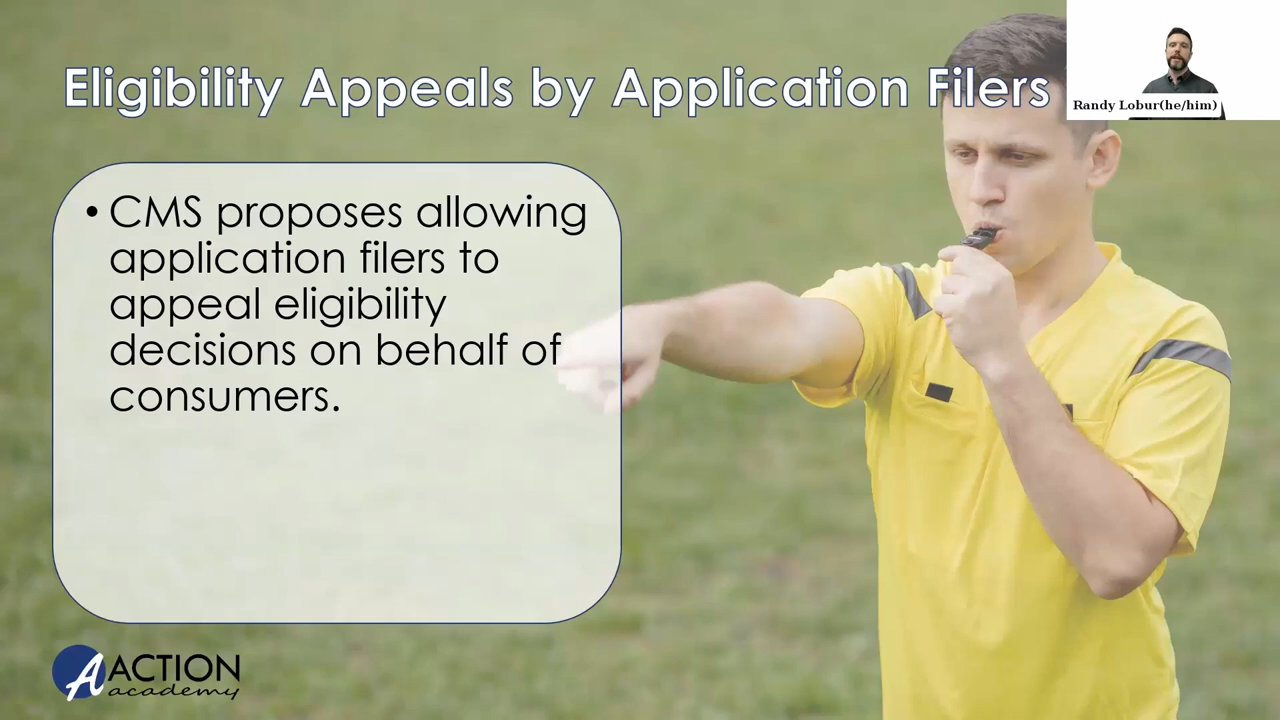 Eligibility Appeals by Application Filers
Randy Lobur(he/him)
• CMS proposes allowing
application filers to
appeal eligibility
decisions on behalf of
consumers.
A ACTION
academy